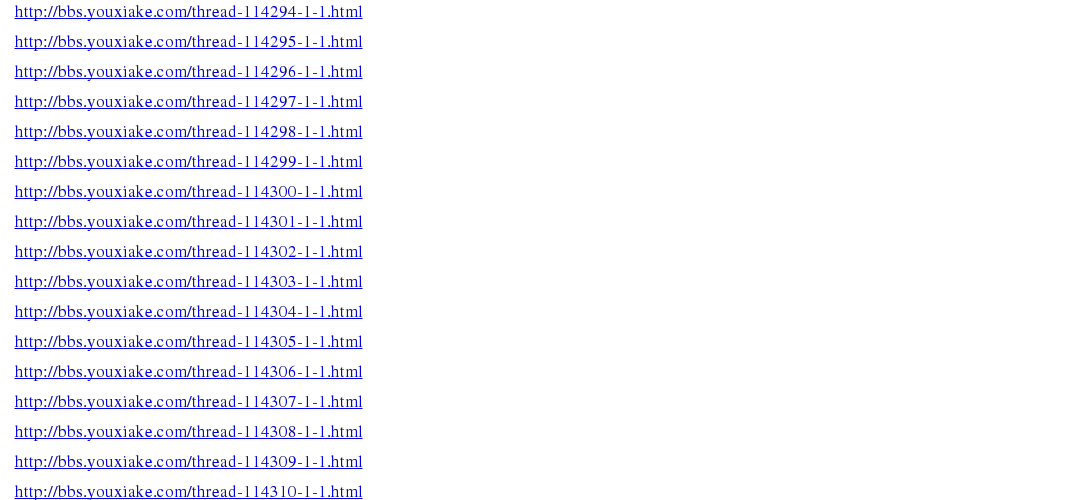 http://bbs.youxiake.com/thread-114294-1-1.html
http://bbs.youxiake.com/thread-114295-1-1.html
http://bbs.youxiake.com/thread-114296-1-1.html
http://bbs.youxiake.com/thread-114297-1-1.html
http://bbs.youxiake.com/thread-114298-1-1.html
http://bbs.youxiake.com/thread-114299-1-1.html
http://bbs.youxiake.com/thread-114300-1-1.html
http://bbs.youxiake.com/thread-114301-1-1.html
http://bbs.youxiake.com/thread-114302-1-1.html
http://bbs.youxiake.com/thread-114303-1-1.html
http://bbs.youxiake.com/thread-114304-1-1.html
http://bbs.youxiake.com/thread-114305-1-1.html
http://bbs.youxiake.com/thread-114306-1-1.html
http://bbs.youxiake.com/thread-114307-1-1.html
http://bbs.youxiake.com/thread-114308-1-1.html
http://bbs.youxiake.com/thread-114309-1-1.html
http://bbs.youxiake.com/thread-114310-1-1.html